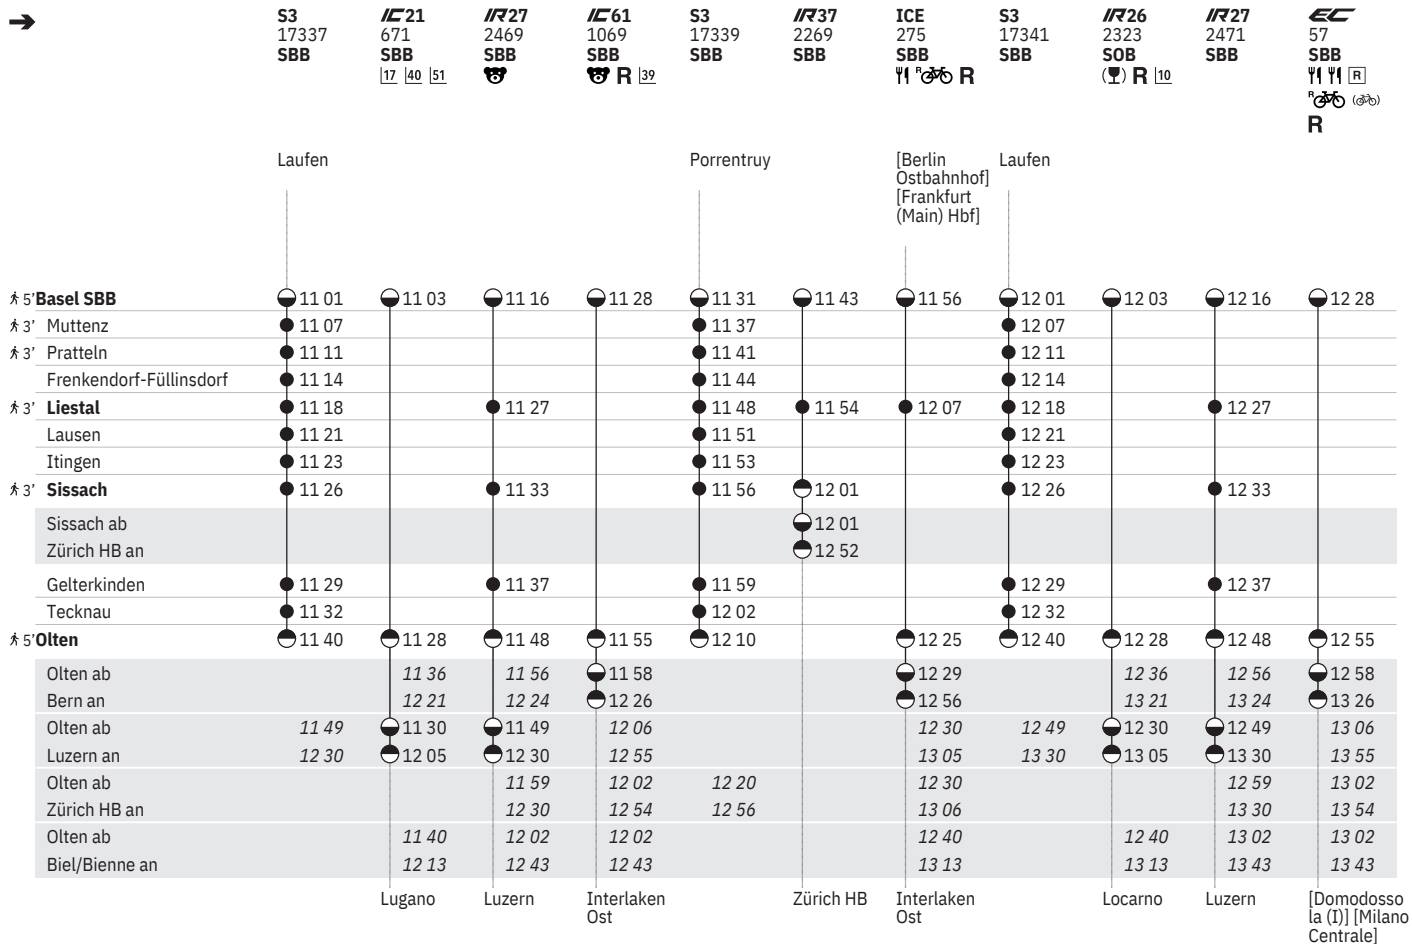 S3 IC21 IR27 IC61 S3 IR37 ICE S3 IR26 IR27 EC
17337 671 2469 1069 17339 2269 275 17341 2323 2471 57
SBB SBB SBB SBB SBB SBB SBB SBB SOB SBB SBB
17 40 51 R 39 R R ( ) R 10 R
R ( )
R
Laufen Porrentruy [Berlin Laufen
Ostbahnhof]
[Frankfurt
(Main) Hbf]
5' Basel SBB 11 01 11 03 11 16 11 28 11 31 11 43 11 56 12 01 12 03 12 16 12 28
3' Muttenz 11 07 11 37 12 07
3' Pratteln 11 11 11 41 12 11
Frenkendorf-Füllinsdorf 11 14 11 44 12 14
3' Liestal 11 18 11 27 11 48 11 54 12 07 12 18 12 27
Lausen 11 21 11 51 12 21
Itingen 11 23 11 53 12 23
3' Sissach 11 26 11 33 11 56 12 01 12 26 12 33
Sissach ab 12 01
Zürich HB an 12 52
Gelterkinden 11 29 11 37 11 59 12 29 12 37
Tecknau 11 32 12 02 12 32
5' Olten 11 40 11 28 11 48 11 55 12 10 12 25 12 40 12 28 12 48 12 55
Olten ab 11 36 11 56 11 58 12 29 12 36 12 56 12 58
Bern an 12 21 12 24 12 26 12 56 13 21 13 24 13 26
Olten ab 11 49 11 30 11 49 12 06 12 30 12 49 12 30 12 49 13 06
Luzern an 12 30 12 05 12 30 12 55 13 05 13 30 13 05 13 30 13 55
Olten ab 11 59 12 02 12 20 12 30 12 59 13 02
Zürich HB an 12 30 12 54 12 56 13 06 13 30 13 54
Olten ab 11 40 12 02 12 02 12 40 12 40 13 02 13 02
Biel/Bienne an 12 13 12 43 12 43 13 13 13 13 13 43 13 43
Lugano Luzern Interlaken Zürich HB Interlaken Locarno Luzern [Domodosso
Ost Ost la (I)] [Milano
Centrale]